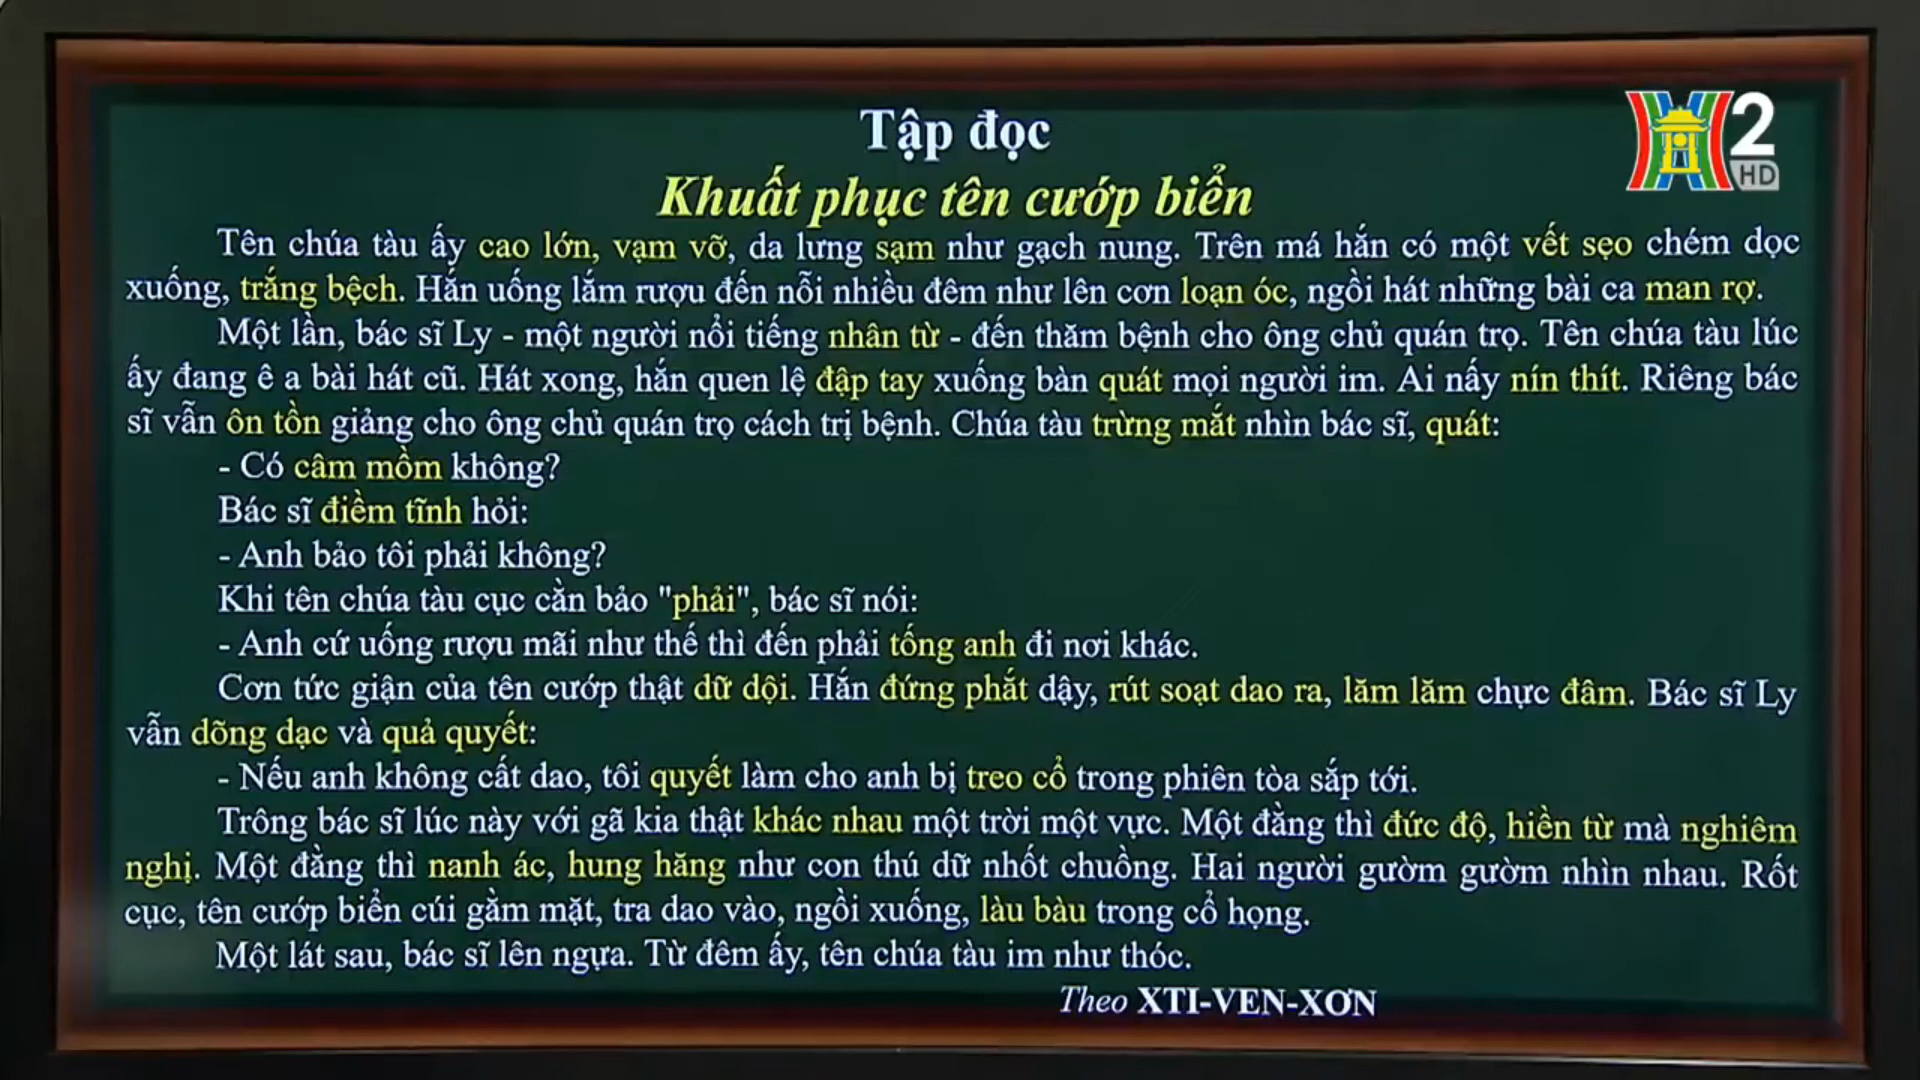 Tập đọc
2
HD
Khuất phục tên cướp biển
Tên chúa tàu ấy cao lớn, vạm vỡ, da lưng sạm như gạch nung. Trên má hắn có một vết sẹo chém dọc
xuống, trắng bệch. Hắn uống lắm rượu đến nỗi nhiều đêm như lên cơn loạn óc, ngồi hát những bài ca man rợ.
Một lần, bác sĩ Ly - một người nổi tiếng nhân từ - đến thăm bệnh cho ông chủ quán trọ. Tên chúa tàu lúc
ấy đang ê a bài hát cũ. Hát xong, hắn quen lệ đập tay xuống bàn quát mọi người im. Ai nấy nín thít. Riêng bác
sĩ vẫn ôn tồn giảng cho ông chủ quán trọ cách trị bệnh. Chúa tàu trừng mắt nhìn bác sĩ, quát:
- Có câm mồm không?
Bác sĩ điềm tĩnh hỏi:
- Anh bảo tôi phải không?
Khi tên chúa tàu cục cằn bảo "phải", bác sĩ nói:
- Anh cứ uống rượu mãi như thế thì đến phải tống anh đi nơi khác.
Cơn tức giận của tên cướp thật dữ dội. Hắn đứng phắt dậy, rút soạt dao ra, lăm lăm chực đâm. Bác sĩ Ly
vẫn dõng dạc và quả quyết:
- Nếu anh không cất dao, tôi quyết làm cho anh bị treo cổ trong phiên tòa sắp tới.
Trông bác sĩ lúc này với gã kia thật khác nhau một trời một vực. Một đằng thì đức độ, hiền từ mà nghiêm
nghị. Một đằng thì nanh ác, hung hăng như con thú dữ nhốt chuồng. Hai người gườm gườm nhìn nhau. Rốt
cục, tên cướp biển cúi gằm mặt, tra dao vào, ngồi xuống, làu bàu trong cổ họng.
Một lát sau, bác sĩ lên ngựa. Từ đêm ấy, tên chúa tàu im như thóc.
Theo XTI-VEN-XƠN